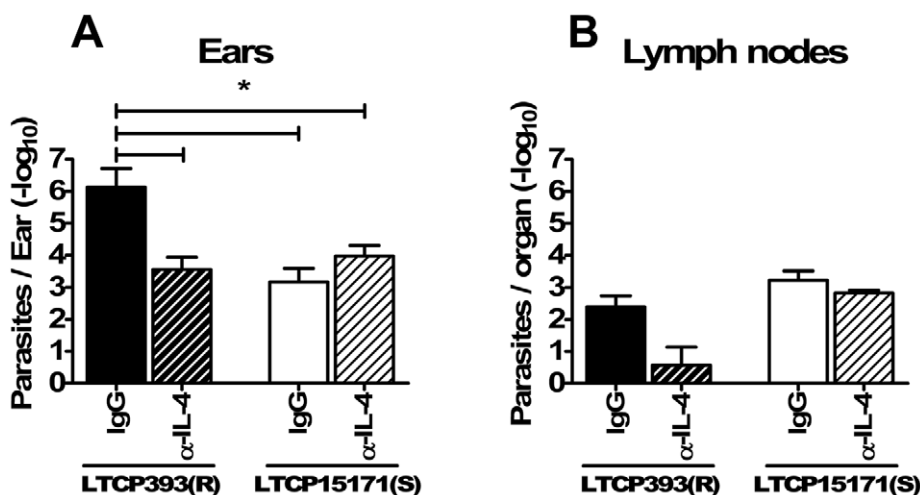 A
Ears
*
Parasites / Ear (-log10)
7
6
5
4
3
2
1
0
IgG
α-IL-4
IgG
α-IL-4
LTCP393(R)
LTCP15171(S)
B
Lymph nodes
Parasites / organ (-log10)
7
6
5
4
3
2
1
0
IgG
α-IL-4
IgG
α-IL-4
LTCP393(R)
LTCP15171(S)